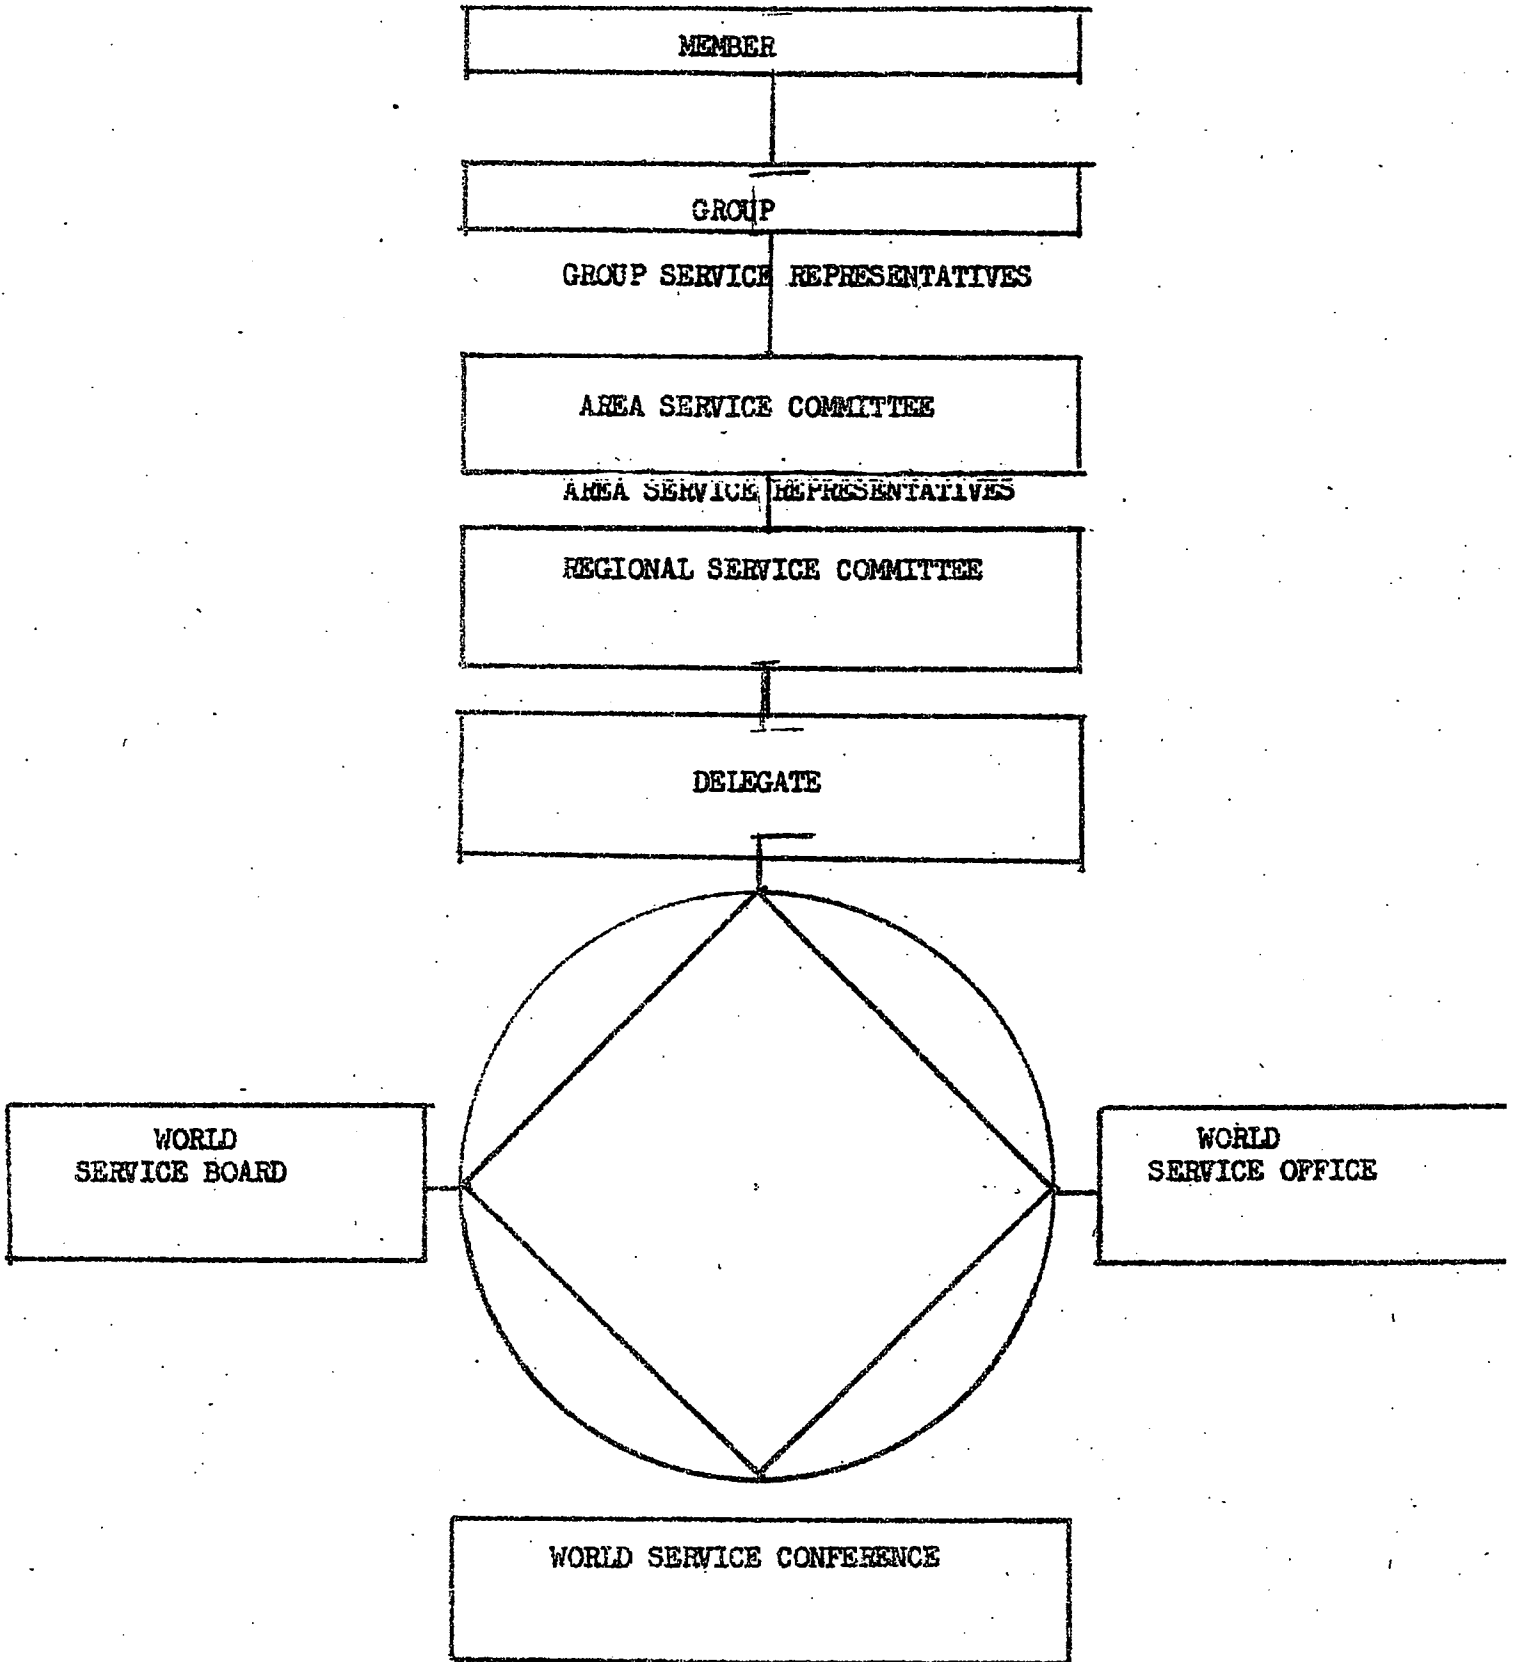 MEMBER
GROUP
GROUP SERVICE REPRESENTATIVES
AREA SERVICE COMMITTEE
AREA SERVICE REPRESENTATIVES
REGIONAL SERVICE COMMITTEE
DELEGATE
WORLD
SERVICE BOARD
WORLD
SERVICE OFFICE
WORLD SERVICE CONFERENCE